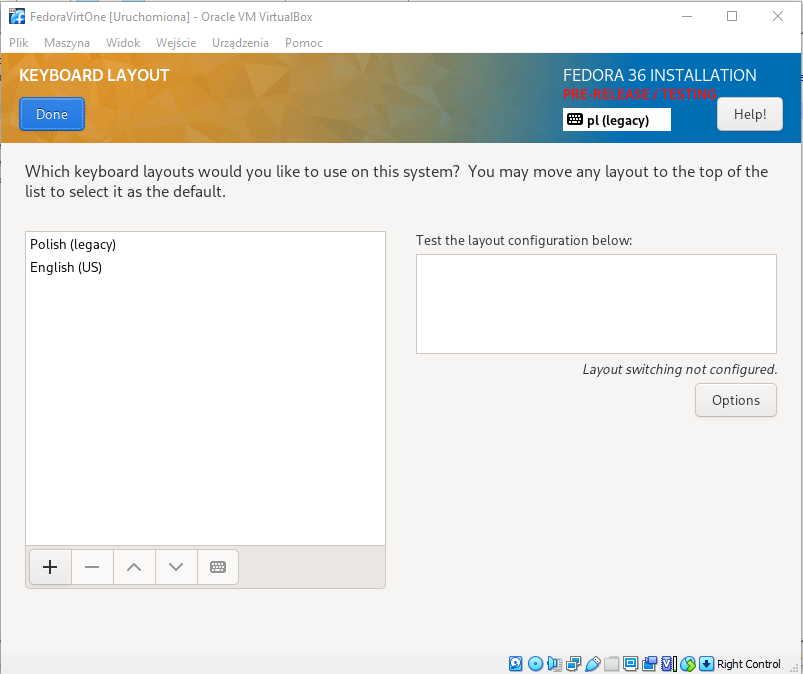 FedoraVirtOne [Uruchomiona] - Oracle VM VirtualBox
Plik Maszyna Widok Wejście Urządzenia Pomoc
KEYBOARD LAYOUT
FEDORA 36 INSTALLATION
PRE-RELEASE / TESTING
Done
pl (legacy)
Help!
Which keyboard layouts would you like to use on this system? You may move any layout to the top of the
list to select it as the default.
Polish (legacy)
English (US)
Test the layout configuration below:
Layout switching not configured.
Options
Right Control